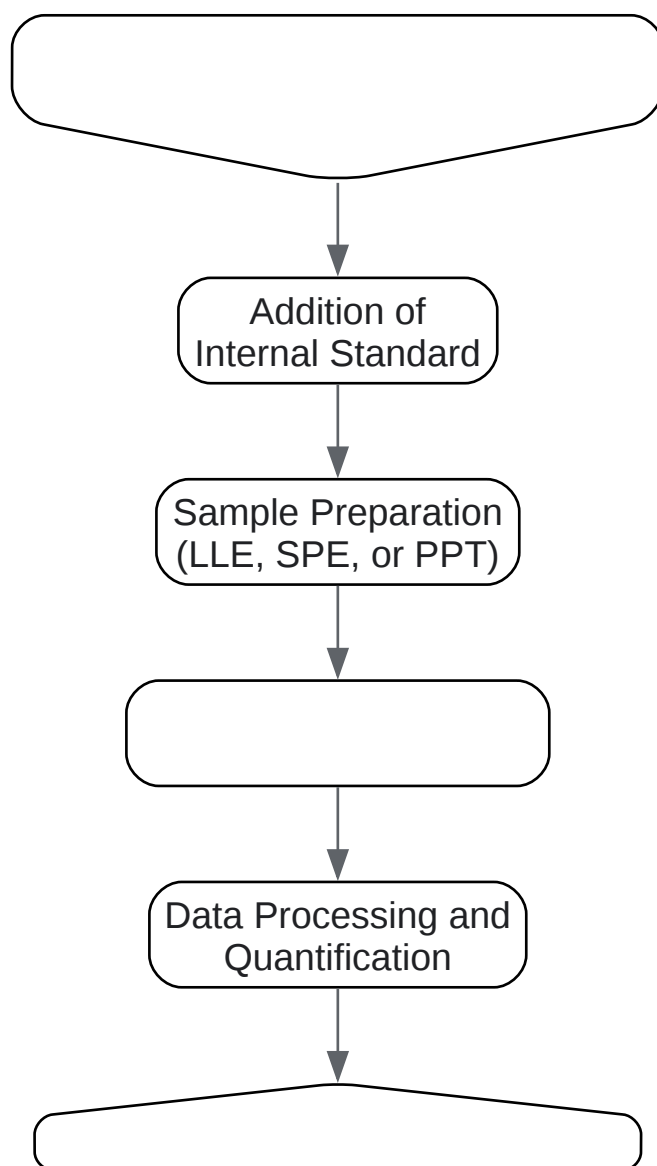 Addition of
Internal Standard
Sample Preparation
(LLE, SPE, or PPT)
Data Processing and
Quantification